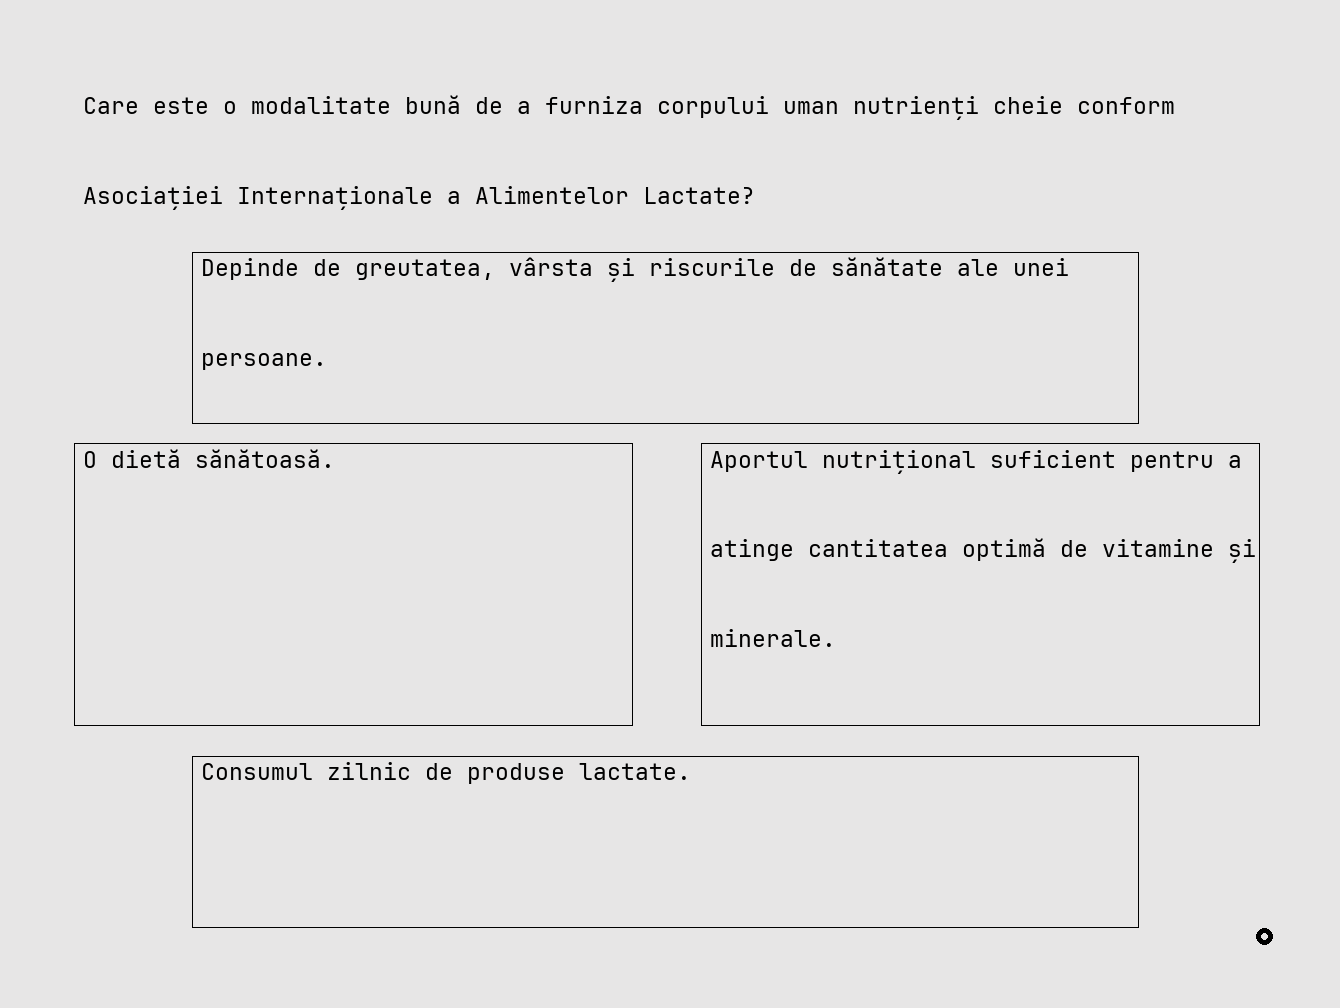 Care este o modalitate bună de a furniza corpului uman nutrienți cheie conform
Asociației Internaționale a Alimentelor Lactate?
Depinde de greutatea, vârsta și riscurile de sănătate ale unei
persoane.
O dietă sănătoasă.
Aportul nutrițional suficient pentru a
atinge cantitatea optimă de vitamine și
minerale.
Consumul zilnic de produse lactate.